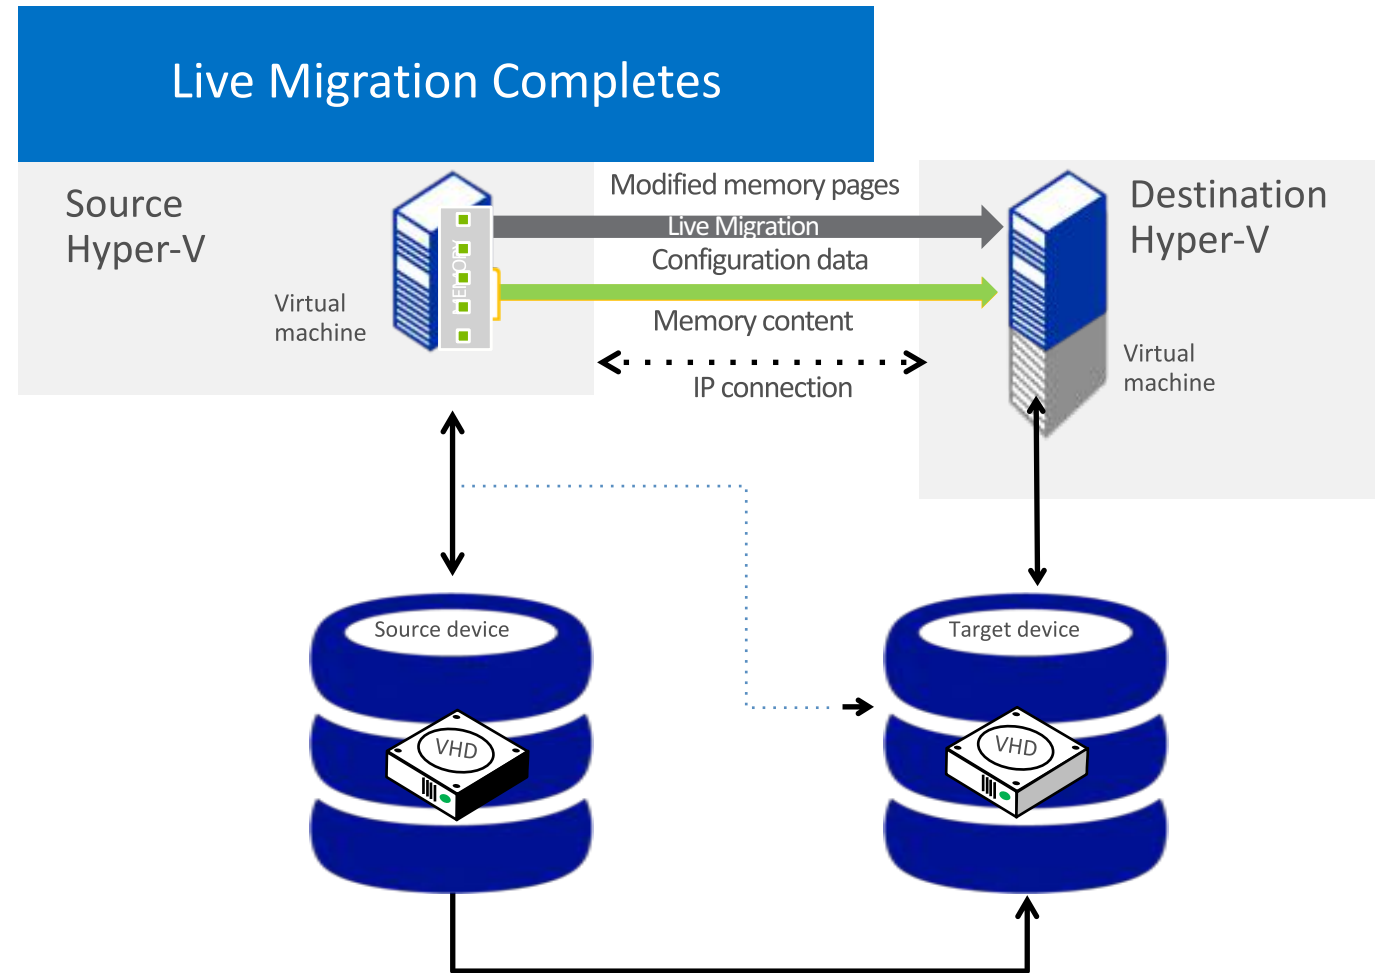 Live Migration Completes
Source
Hyper-V
Virtual
machine
MEMORY
Modified memory pages
Live Migration
Configuration data
Memory content
IP connection
Destination
Hyper-V
Virtual
machine
Source device
VHD
Target device
VHD